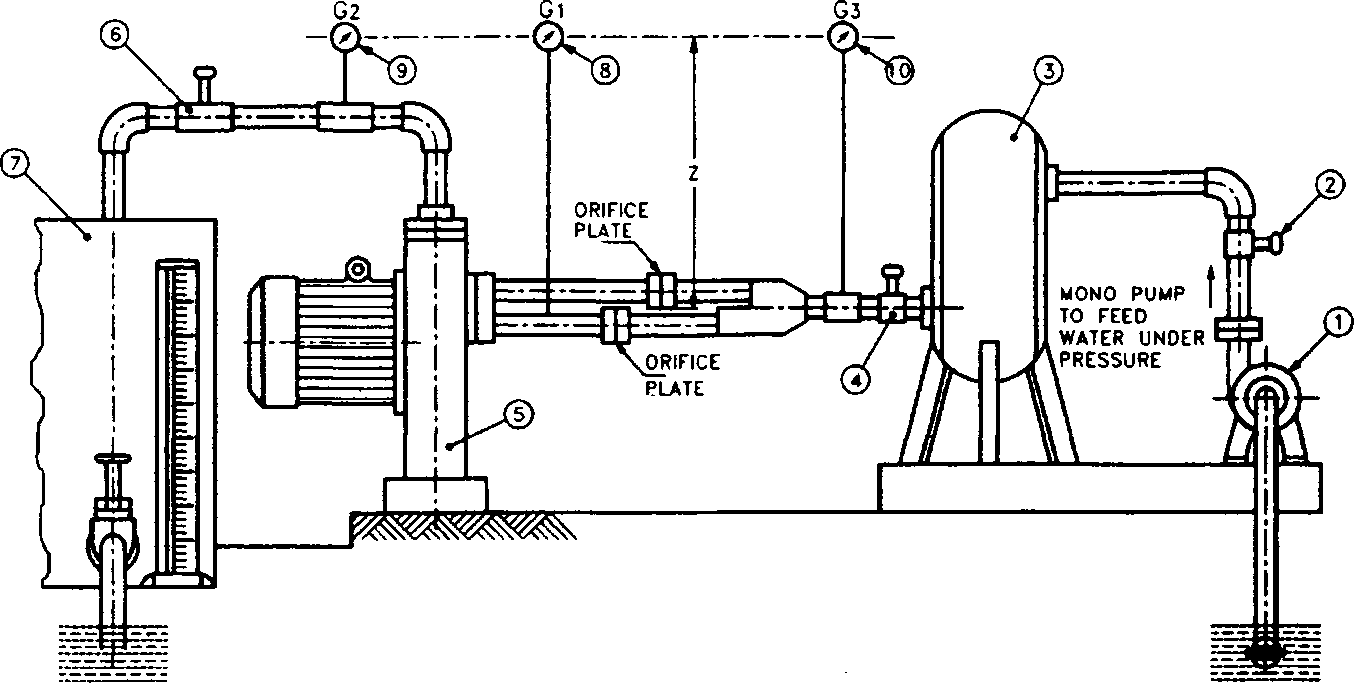 G2
G1
G3
6
9
8
10
3
7
2
Z
ORIFICE
PLATE
MONO PUMP
TO FEED
WATER UNDER
PRESSURE
1
ORIFICE
PLATE
4
5